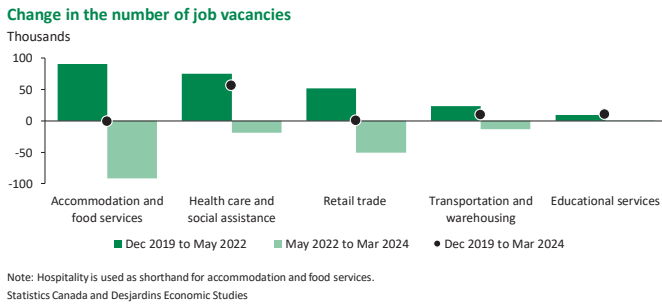 Change in the number of job vacancies
Thousands
100
50
0
-50
-100
Accommodation and
food services
Health care and
social assistance
Retail trade
Transportation and
warehousing
Educational services
Dec 2019 to May 2022
May 2022 to Mar 2024
Dec 2019 to Mar 2024
Note: Hospitality is used as shorthand for accommodation and food services.
Statistics Canada and Desjardins Economic Studies